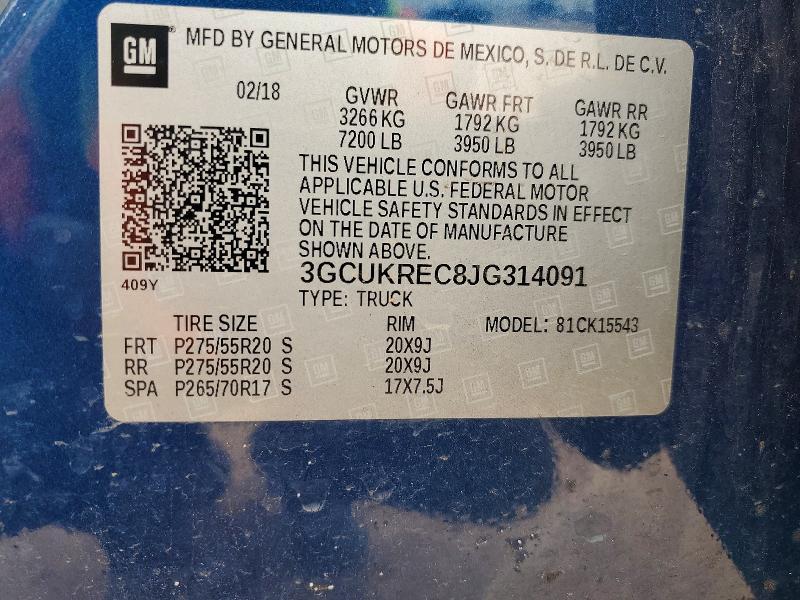 GM MFD BY GENERAL MOTORS DE MEXICO, S. DE R.L. DE C.V.
02/18 GVWR GAWR FRT GAWR RR
3266 KG 1792 KG 1792 KG
7200 LB 3950 LB 3950 LB
THIS VEHICLE CONFORMS TO ALL
APPLICABLE U.S. FEDERAL MOTOR
VEHICLE SAFETY STANDARDS IN EFFECT
ON THE DATE OF MANUFACTURE
SHOWN ABOVE.
3GCUKREC8JG314091
409Y
TYPE: TRUCK
TIRE SIZE RIM MODEL: 81CK15543
FRT P275/55R20 S 20X9J
RR P275/55R20 S 20X9J
SPA P265/70R17 S 17X7.5J